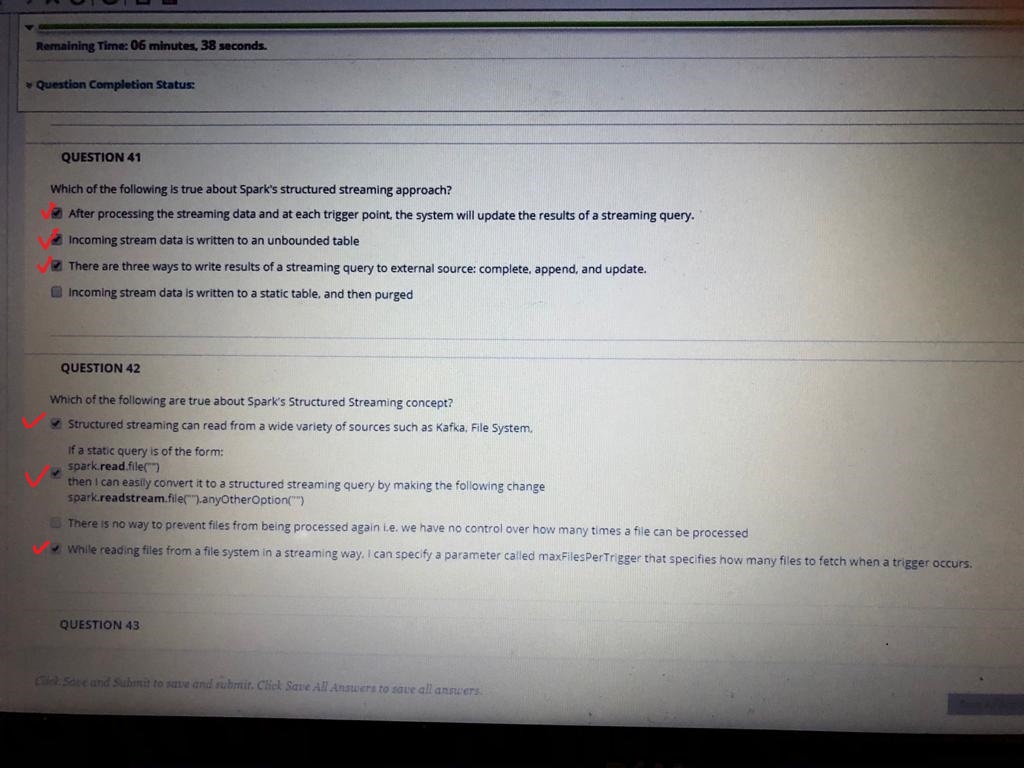 Remaining Time: 06 minutes, 38 seconds.
Question Completion Status:
QUESTION 41
Which of the following is true about Spark's structured streaming approach?
After processing the streaming data and at each trigger point, the system will update the results of a streaming query.
Incoming stream data is written to an unbounded table
There are three ways to write results of a streaming query to external source: complete, append, and update.
Incoming stream data is written to a static table, and then purged
QUESTION 42
Which of the following are true about Spark's Structured Streaming concept?
Structured streaming can read from a wide variety of sources such as Kafka, File System,
If a static query is of the form:
spark.read.file("")
then I can easily convert it to a structured streaming query by making the following change
spark.readstream.file("").anyOtherOption("")
There is no way to prevent files from being processed again i.e. we have no control over how many times a file can be processed
While reading files from a file system in a streaming way, I can specify a parameter called maxFilesPerTrigger that specifies how many files to fetch when a trigger occurs.
QUESTION 43
Click Save and Submit to save and submit. Click Save All Answers to save all answers.